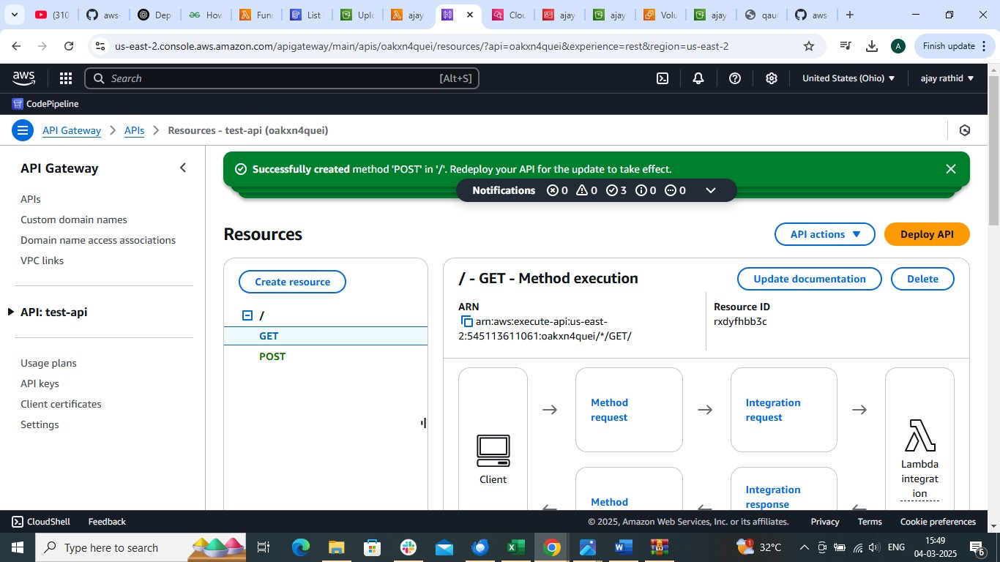 (310
aws-
Dep
How
Func
List
Uplo
ajay
Clou
ajay
ajay
Volu
ajay
qau
aws-
us-east-2.console.aws.amazon.com/apigateway/main/apis/oakxn4quei/resources/?api=oakxn4quei&experience=rest&region=us-east-2
A
Finish update
aws
Search
[Alt+S]
United States (Ohio)
ajay rathid
CodePipeline
API Gateway
APIs
Resources - test-api (oakxn4quei)
API Gateway
APIs
Custom domain names
Domain name access associations
VPC links
API: test-api
Usage plans
API keys
Client certificates
Settings
Successfully created method 'POST' in '/'. Redeploy your API for the update to take effect.
Notifications 0 0 3 0 0
Resources
API actions
Deploy API
Create resource
/
GET
POST
/ - GET - Method execution
Update documentation
Delete
ARN
arn:aws:execute-api:us-east-
2:545113611061:oakxn4quei/*/GET/
Resource ID
rxdyfhbb3c
Client
Method
request
Integration
request
Lambda
integrat
ion
Method
Integration
response
CloudShell
Feedback
© 2025, Amazon Web Services, Inc. or its affiliates.
Privacy
Terms
Cookie preferences
Type here to search
1
32°C
ENG
15:49
04-03-2025
6